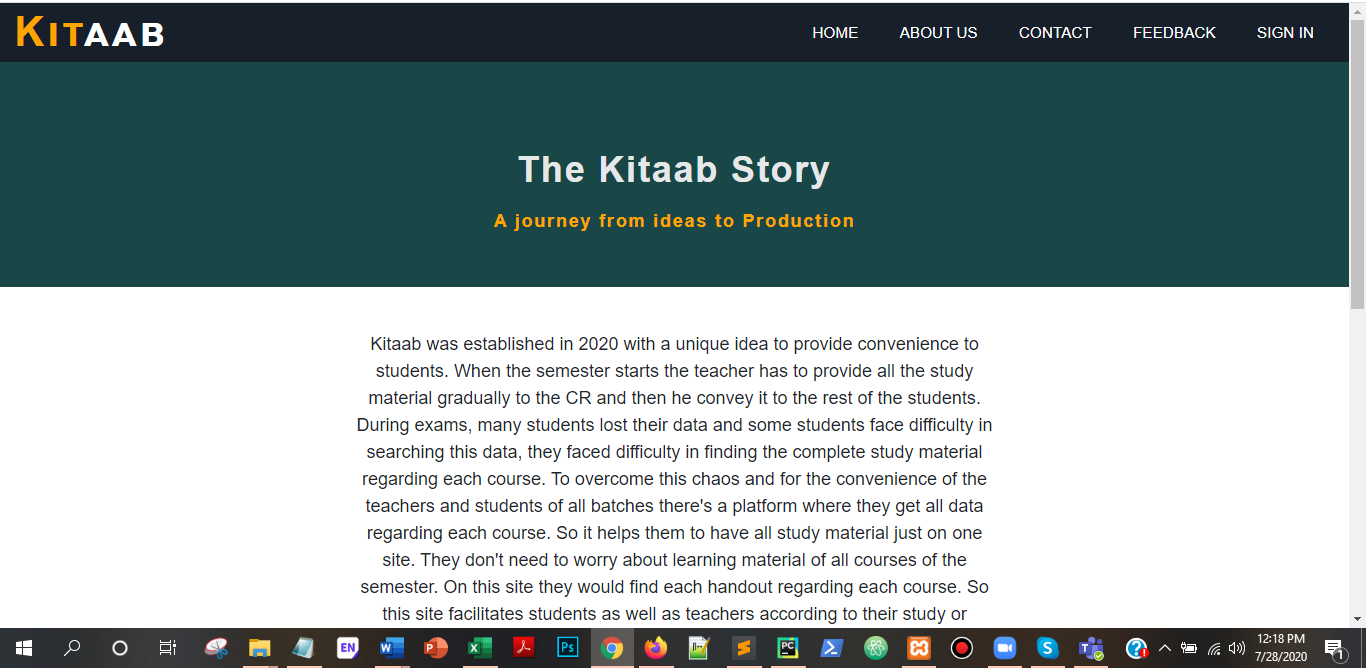 KITAAB
HOME ABOUT US CONTACT FEEDBACK SIGN IN
The Kitaab Story
A journey from ideas to Production
Kitaab was established in 2020 with a unique idea to provide convenience to
students. When the semester starts the teacher has to provide all the study
material gradually to the CR and then he convey it to the rest of the students.
During exams, many students lost their data and some students face difficulty in
searching this data, they faced difficulty in finding the complete study material
regarding each course. To overcome this chaos and for the convenience of the
teachers and students of all batches there's a platform where they get all data
regarding each course. So it helps them to have all study material just on one
site. They don't need to worry about learning material of all courses of the
semester. On this site they would find each handout regarding each course. So
this site facilitates students as well as teachers according to their study or
EN
W
P
X
Ps
PC
S
T
12:18 PM
7/28/2020
1